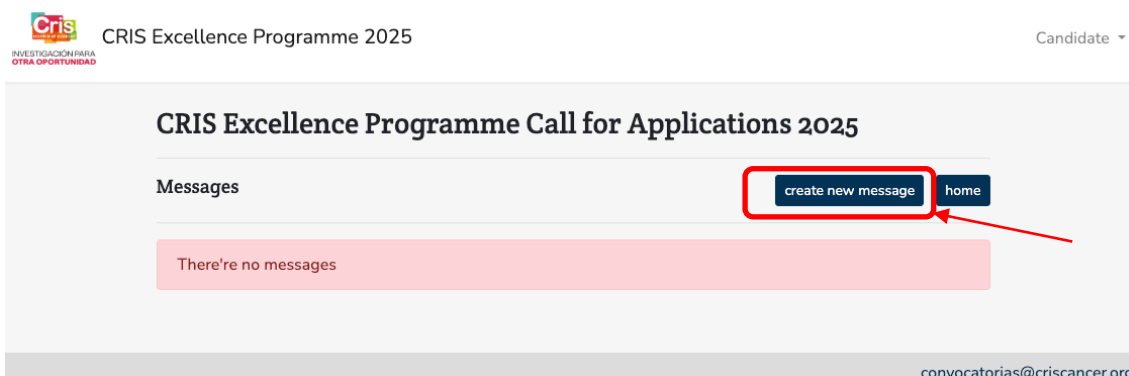 Cris
INVESTIGACIÓN PARA
OTRA OPORTUNIDAD
CRIS Excellence Programme 2025
Candidate
CRIS Excellence Programme Call for Applications 2025
Messages
create new message
home
There're no messages
convocatorias@criscancer.org